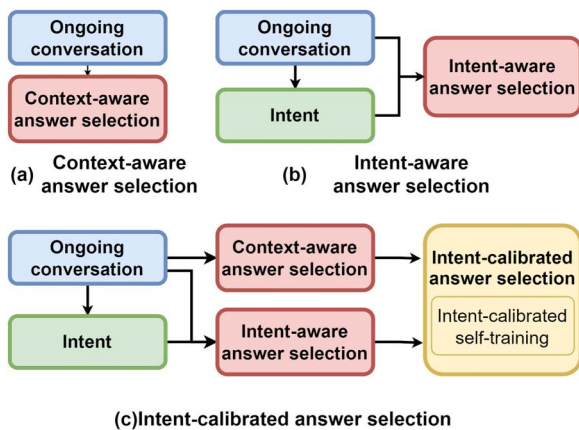 Ongoing
conversation
Context-aware
answer selection
(a) Context-aware
answer selection
Ongoing
conversation
Intent
Intent-aware
answer selection
(b) Intent-aware
answer selection
Ongoing
conversation
Intent
Context-aware
answer selection
Intent-aware
answer selection
Intent-calibrated
answer selection
Intent-calibrated
self-training
(c)Intent-calibrated answer selection